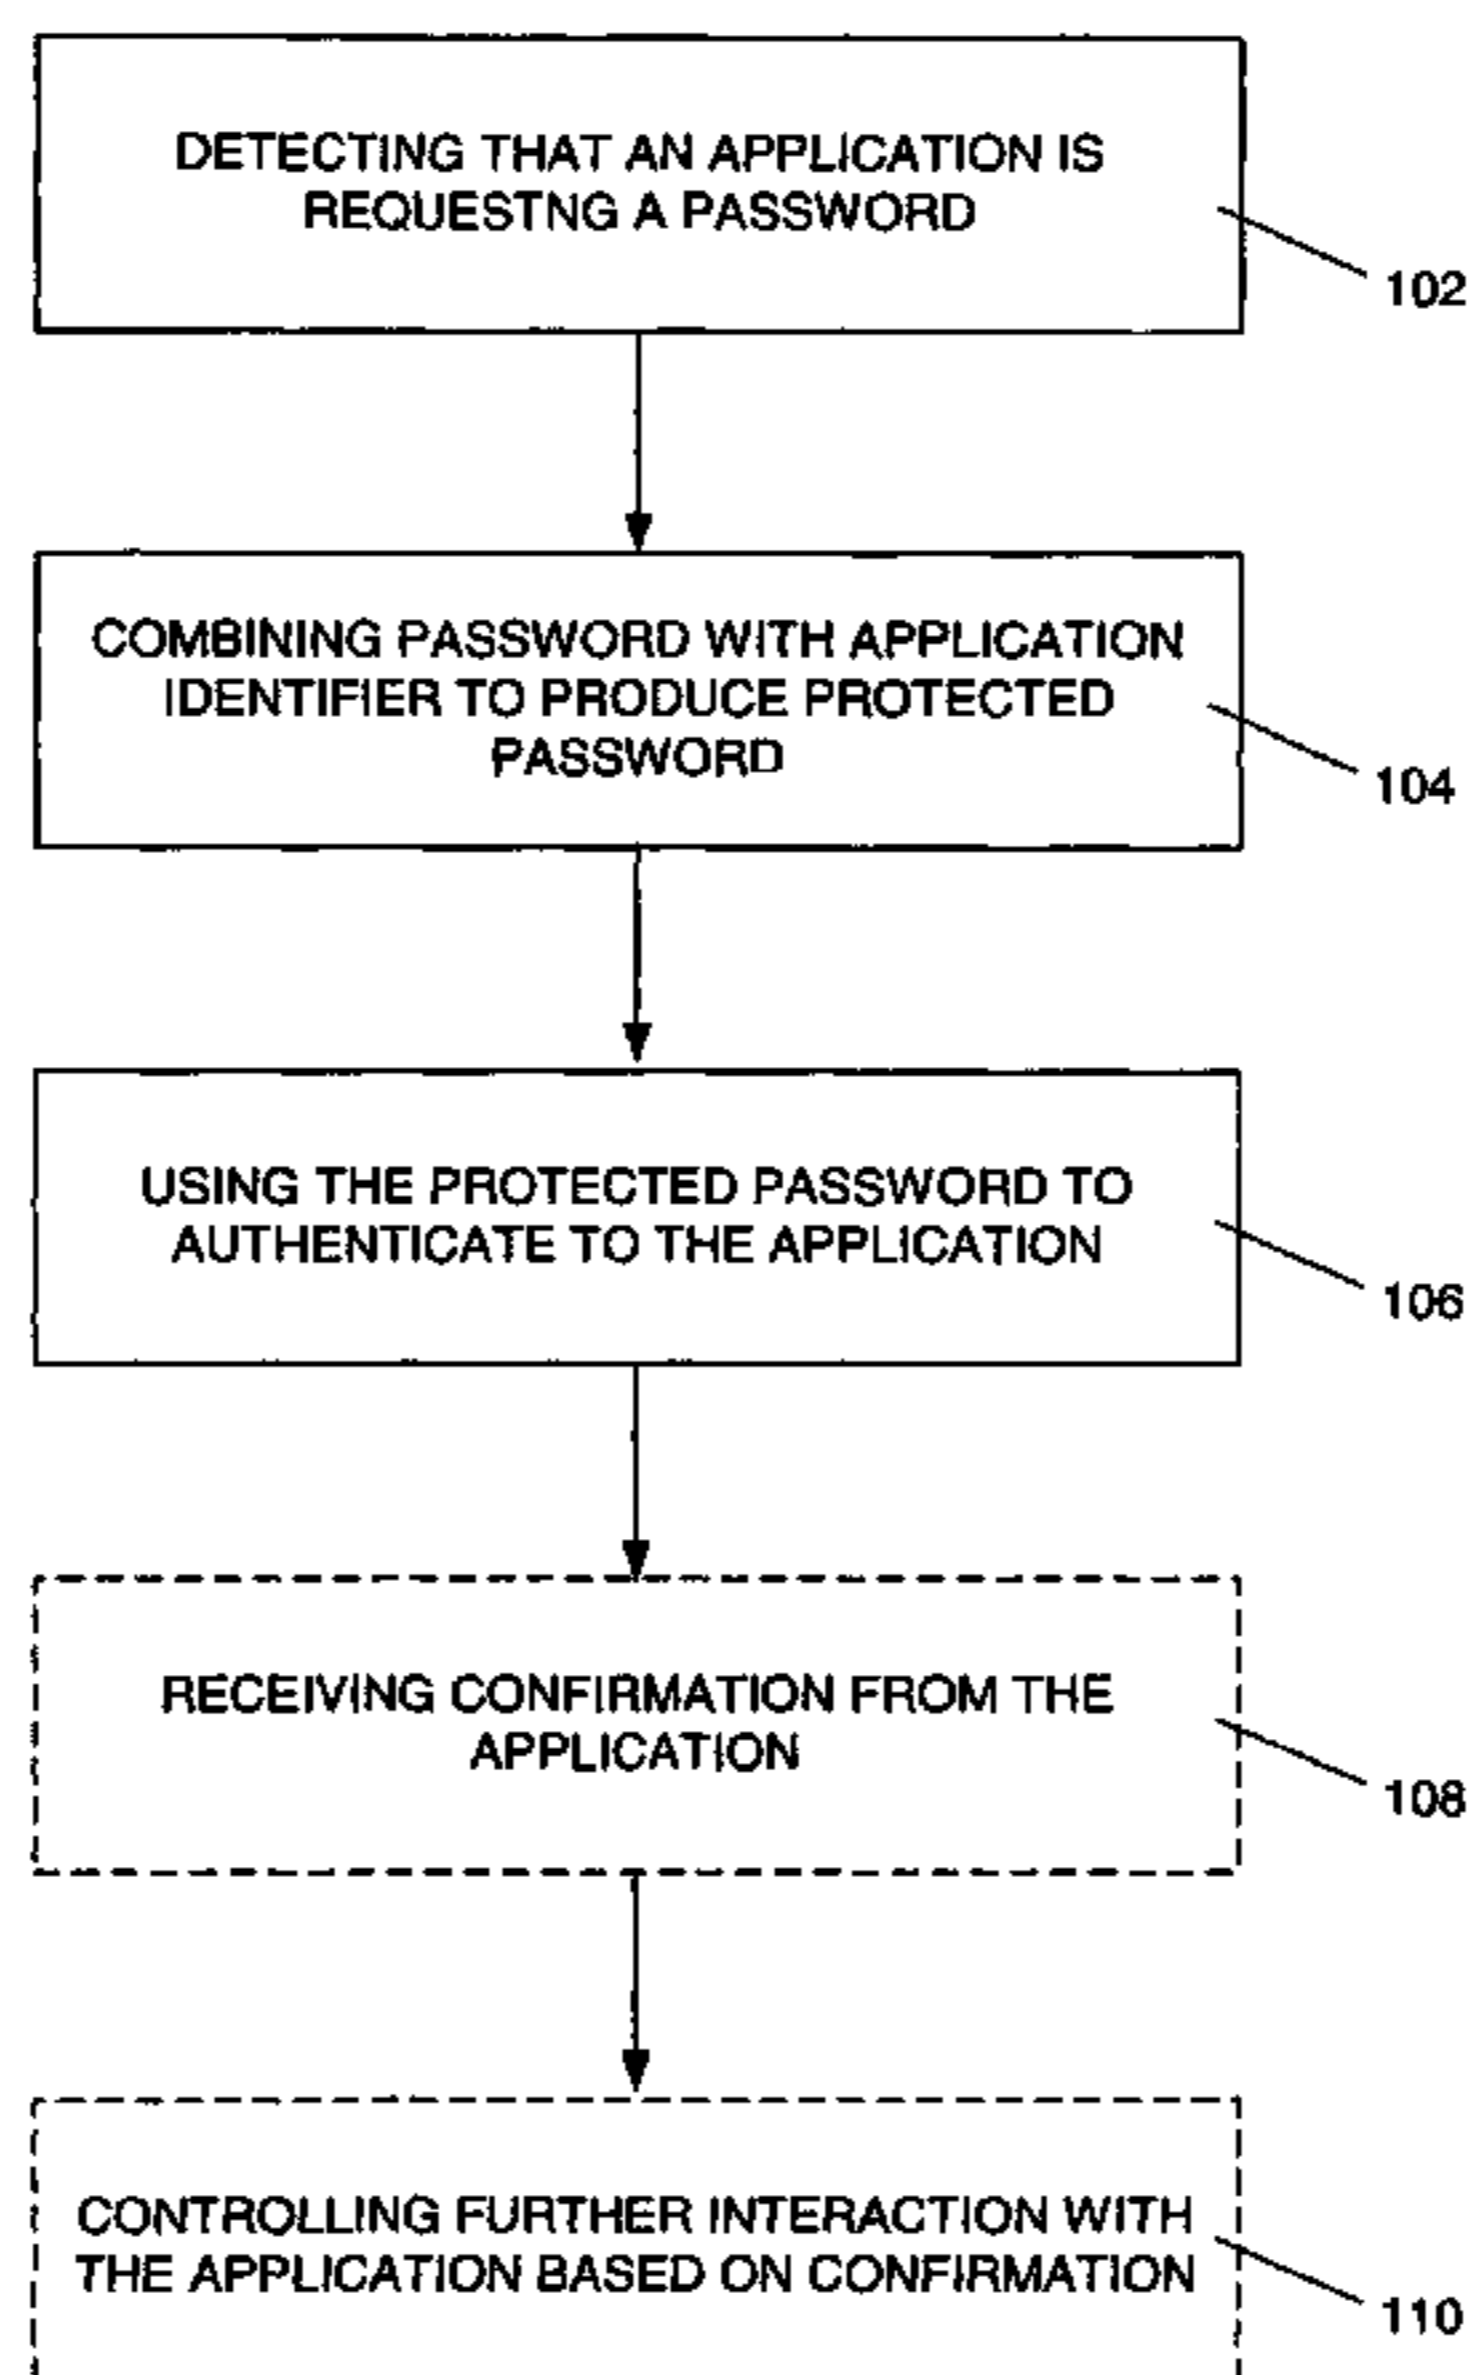 DETECTING THAT AN APPLICATION IS
REQUESTNG A PASSWORD
102
COMBINING PASSWORD WITH APPLICATION
IDENTIFIER TO PRODUCE PROTECTED
PASSWORD
104
USING THE PROTECTED PASSWORD TO
AUTHENTICATE TO THE APPLICATION
106
RECEIVING CONFIRMATION FROM THE
APPLICATION
108
CONTROLLING FURTHER INTERACTION WITH
THE APPLICATION BASED ON CONFIRMATION
110